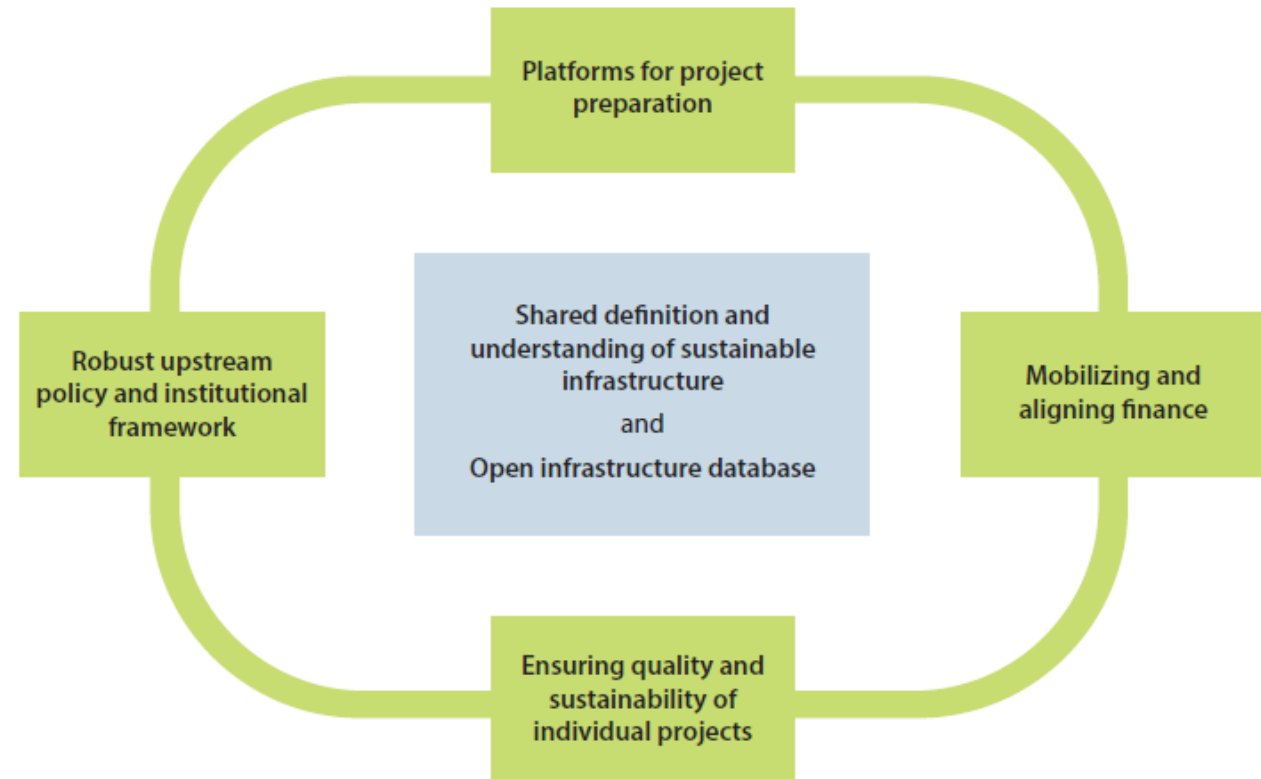 Platforms for project
preparation
Robust upstream
policy and institutional
framework
Shared definition and
understanding of sustainable
infrastructure
and
Open infrastructure database
Mobilizing and
aligning finance
Ensuring quality and
sustainability of
individual projects